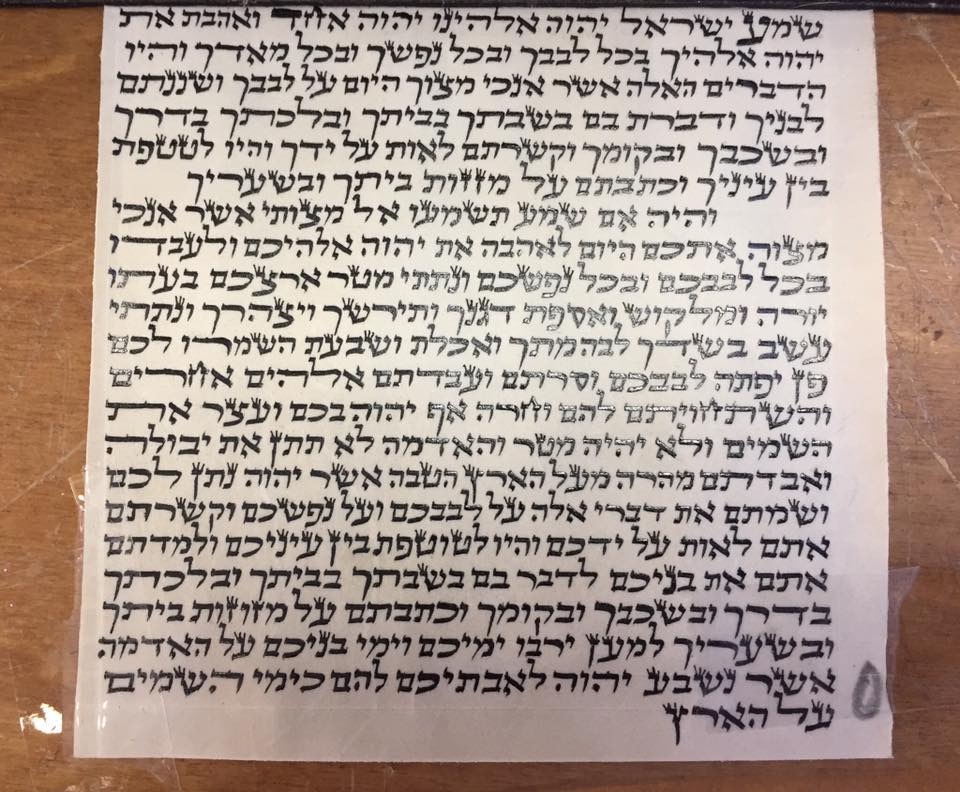 שמע ישראל יהוה אלהינו יהוה אחד ואהבת את
יהוה אלהיך בכל לבבך ובכל נפשך ובכל מאדך והיו
הדברים האלה אשר אנכי מצוך היום על לבבך ושננתם
לבניך ודברת בם בשבתך בביתך ובלכתך בדרך
ובשכבך ובקומך וקשרתם לאות על ידך והיו לטטפת
בין עיניך וכתבתם על מזזות ביתך ובשעריך
והיה אם שמע תשמעו אל מצותי אשר אנכי
מצוה אתכם היום לאהבה את יהוה אלהיכם ולעבדו
בכל לבבכם ובכל נפשכם ונתתי מטר ארצכם בעתו
יורה ומלקוש ואספת דגנך ותירשך ויצהרך ונתתי
עשב בשדך לבהמתך ואכלת ושבעת השמרו לכם
פן יפתה לבבכם וסרתם ועבדתם אלהים אחרים
והשתחויתם להם וחרה אף יהוה בכם ועצר את
השמים ולא יהיה מטר והאדמה לא תתן את יבולה
ואבדתם מהרה מעל הארץ הטבה אשר יהוה נתן לכם
ושמתם את דברי אלה על לבבכם ועל נפשכם וקשרתם
אתם לאות על ידכם והיו לטוטפת בין עיניכם ולמדתם
אתם את בניכם לדבר בם בשבתך בביתך ובלכתך
בדרך ובשכבך ובקומך וכתבתם על מזוזות ביתך
ובשעריך למען ירבו ימיכם וימי בניכם על האדמה
אשר נשבע יהוה לאבתיכם להם כימי השמים
על הארץ